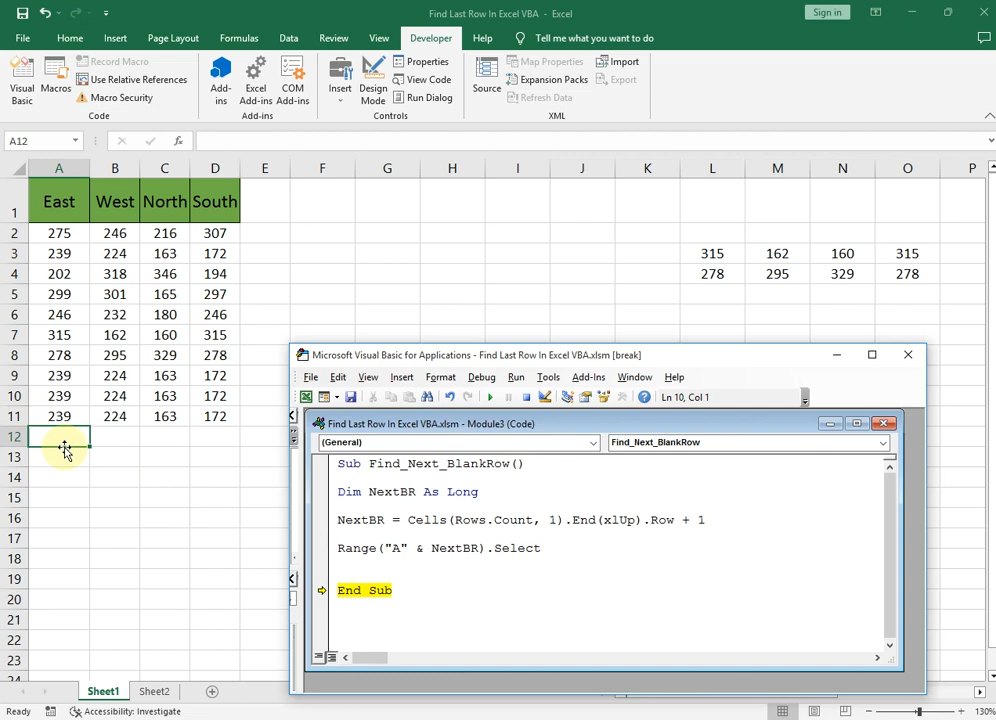 Find Last Row In Excel VBA - Excel
Sign in
File Home Insert Page Layout Formulas Data Review View Developer Help Tell me what you want to do
Visual Basic
Macros
Record Macro
Use Relative References
Macro Security
Code
Add-ins
Excel Add-ins
COM Add-ins
Add-ins
Insert
Design Mode
Properties
View Code
Run Dialog
Controls
Source
Map Properties
Expansion Packs
Refresh Data
Import
Export
XML
A12 fx
A B C D E F G H I J K L M N O P
1 East West North South
2 275 246 216 307
3 239 224 163 172 315 162 160 315
4 202 318 346 194 278 295 329 278
5 299 301 165 297
6 246 232 180 246
7 315 162 160 315
8 278 295 329 278
9 239 224 163 172
10 239 224 163 172
11 239 224 163 172
12
13
14
15
16
17
18
19
20
21
22
23
24
Microsoft Visual Basic for Applications - Find Last Row In Excel VBA.xlsm [break]
File Edit View Insert Format Debug Run Tools Add-Ins Window Help
Ln 10, Col 1
Find Last Row In Excel VBA.xlsm - Module3 (Code)
(General) Find_Next_BlankRow
Sub Find_Next_BlankRow()
Dim NextBR As Long
NextBR = Cells(Rows.Count, 1).End(xlUp).Row + 1
Range("A" & NextBR).Select
End Sub
Sheet1 Sheet2
Ready Accessibility: Investigate 130%